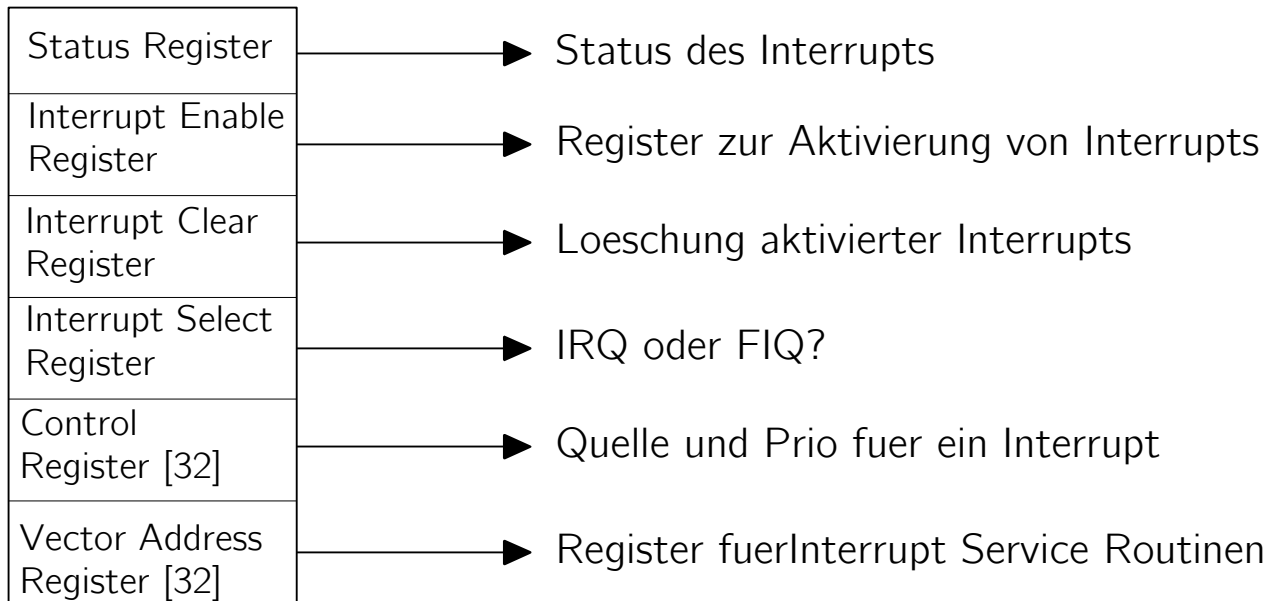 Status Register
Status des Interrupts
Interrupt Enable
Register
Register zur Aktivierung von Interrupts
Interrupt Clear
Register
Loeschung aktivierter Interrupts
Interrupt Select
Register
IRQ oder FIQ?
Control
Register [32]
Quelle und Prio fuer ein Interrupt
Vector Address
Register [32]
Register fuerInterrupt Service Routinen